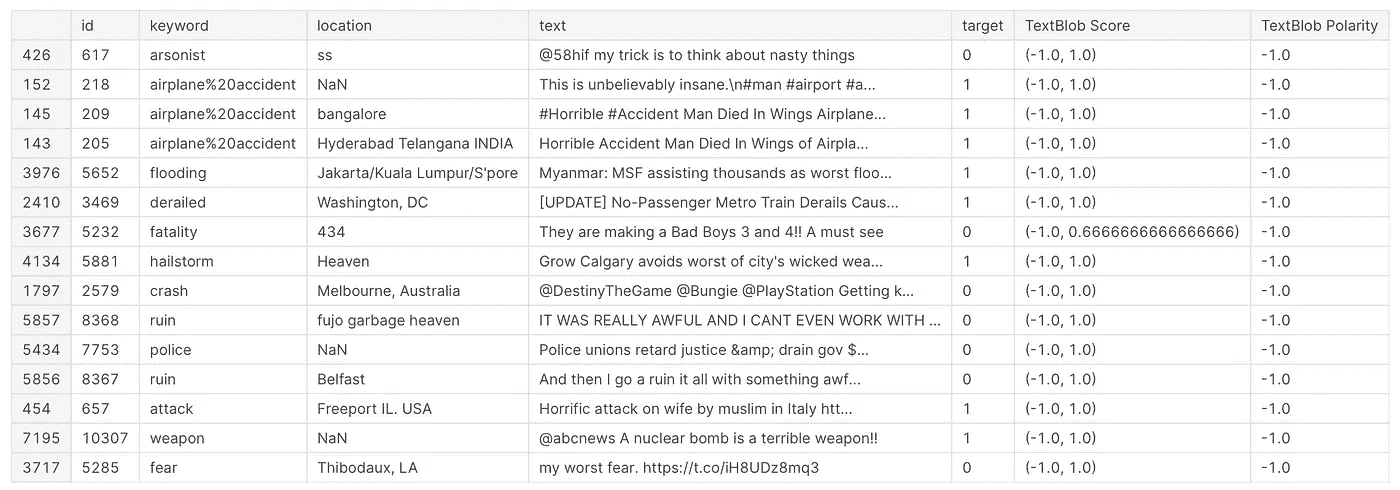 id keyword location text target TextBlob Score TextBlob Polarity
426 617 arsonist ss @58hif my trick is to think about nasty things 0 (-1.0, 1.0) -1.0
152 218 airplane%20accident NaN This is unbelievably insane.\n#man #airport #a... 1 (-1.0, 1.0) -1.0
145 209 airplane%20accident bangalore #Horrible #Accident Man Died In Wings Airplane... 1 (-1.0, 1.0) -1.0
143 205 airplane%20accident Hyderabad Telangana INDIA Horrible Accident Man Died In Wings of Airpla... 1 (-1.0, 1.0) -1.0
3976 5652 flooding Jakarta/Kuala Lumpur/S'pore Myanmar: MSF assisting thousands as worst floo... 1 (-1.0, 1.0) -1.0
2410 3469 derailed Washington, DC [UPDATE] No-Passenger Metro Train Derails Caus... 1 (-1.0, 1.0) -1.0
3677 5232 fatality 434 They are making a Bad Boys 3 and 4!! A must see 0 (-1.0, 0.6666666666666666) -1.0
4134 5881 hailstorm Heaven Grow Calgary avoids worst of city's wicked wea... 1 (-1.0, 1.0) -1.0
1797 2579 crash Melbourne, Australia @DestinyTheGame @Bungie @PlayStation Getting k... 0 (-1.0, 1.0) -1.0
5857 8368 ruin fujo garbage heaven IT WAS REALLY AWFUL AND I CANT EVEN WORK WITH ... 0 (-1.0, 1.0) -1.0
5434 7753 police NaN Police unions retard justice &amp; drain gov $... 0 (-1.0, 1.0) -1.0
5856 8367 ruin Belfast And then I go a ruin it all with something awf... 0 (-1.0, 1.0) -1.0
454 657 attack Freeport IL. USA Horrific attack on wife by muslim in Italy htt... 1 (-1.0, 1.0) -1.0
7195 10307 weapon NaN @abcnews A nuclear bomb is a terrible weapon!! 1 (-1.0, 1.0) -1.0
3717 5285 fear Thibodaux, LA my worst fear. https://t.co/iH8UDz8mq3 0 (-1.0, 1.0) -1.0